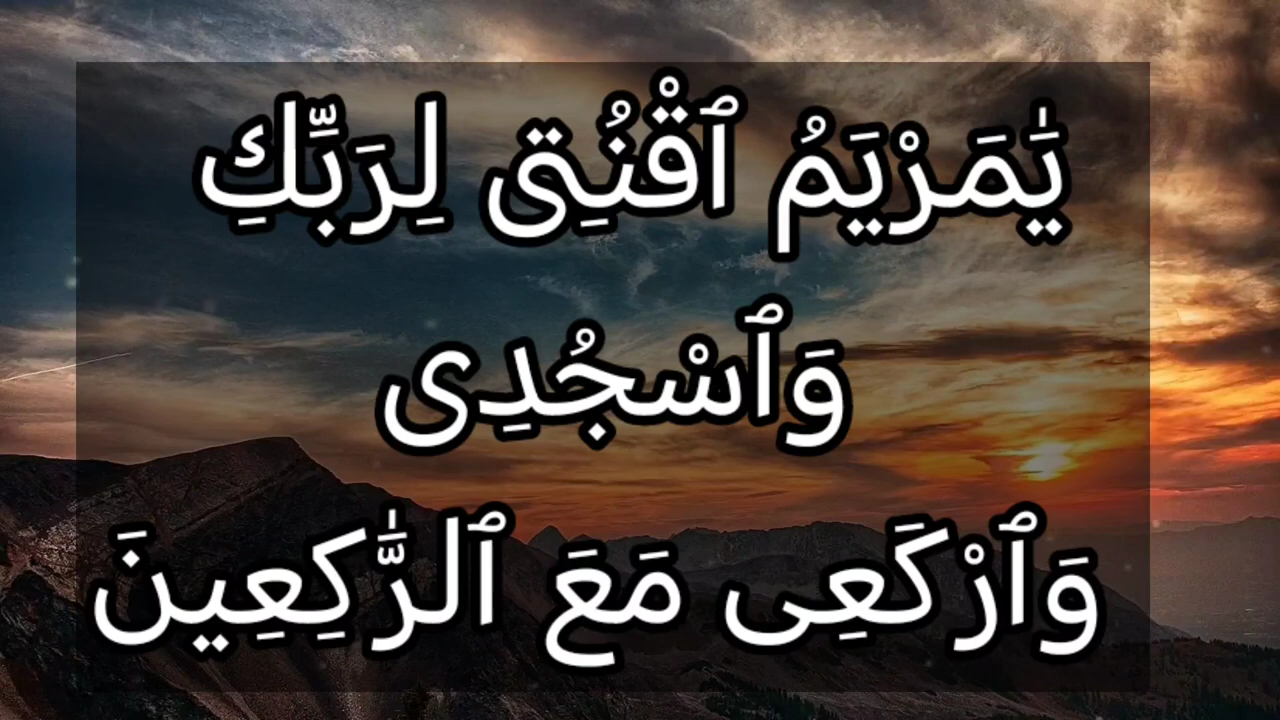 يَٰمَرْيَمُ ٱقْنُتِى لِرَبِّكِ
وَٱسْجُدِى
وَٱرْكَعِى مَعَ ٱلرَّٰكِعِينَ